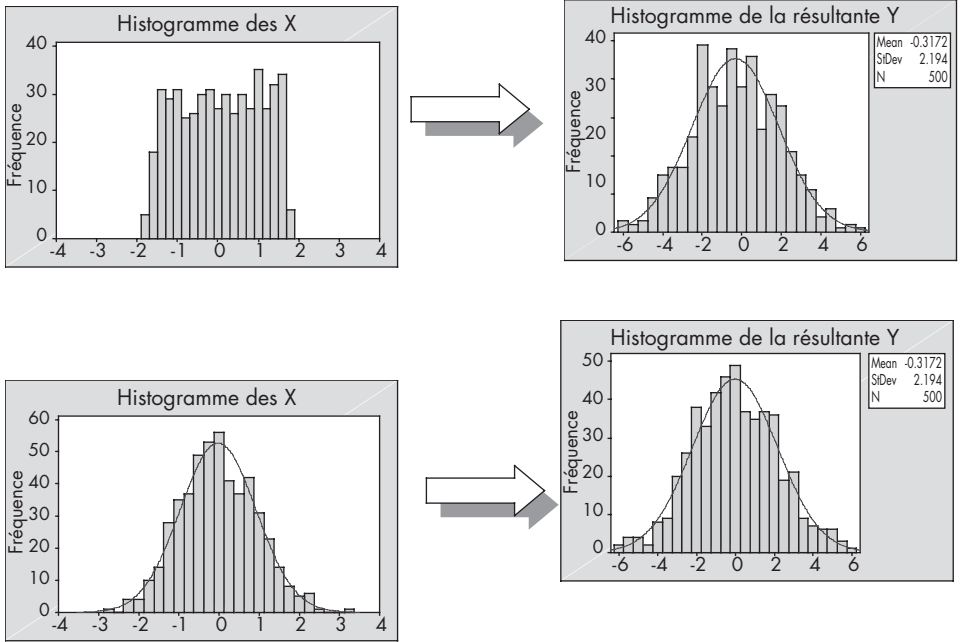 Histogramme des X
40
30
20
10
0
Fréquence
-4 -3 -2 -1 0 1 2 3 4
Histogramme de la résultante Y
40
30
20
10
0
Fréquence
-6 -4 -2 0 2 4 6
Mean -0.3172
StDev 2.194
N 500
Histogramme des X
60
50
40
30
20
10
0
Fréquence
-4 -3 -2 -1 0 1 2 3 4
Histogramme de la résultante Y
50
40
30
20
10
0
Fréquence
-6 -4 -2 0 2 4 6
Mean -0.3172
StDev 2.194
N 500